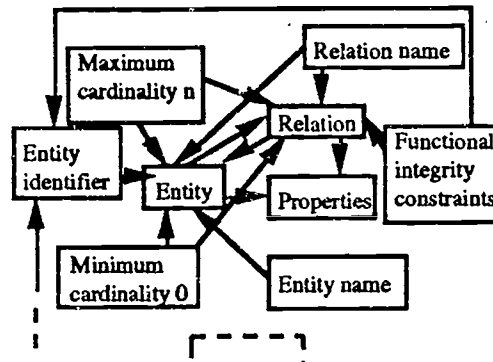 Maximum
cardinality n
Relation name
Relation
Entity
identifier
Functional
integrity
constraints
Entity
Properties
Minimum
cardinality 0
Entity name